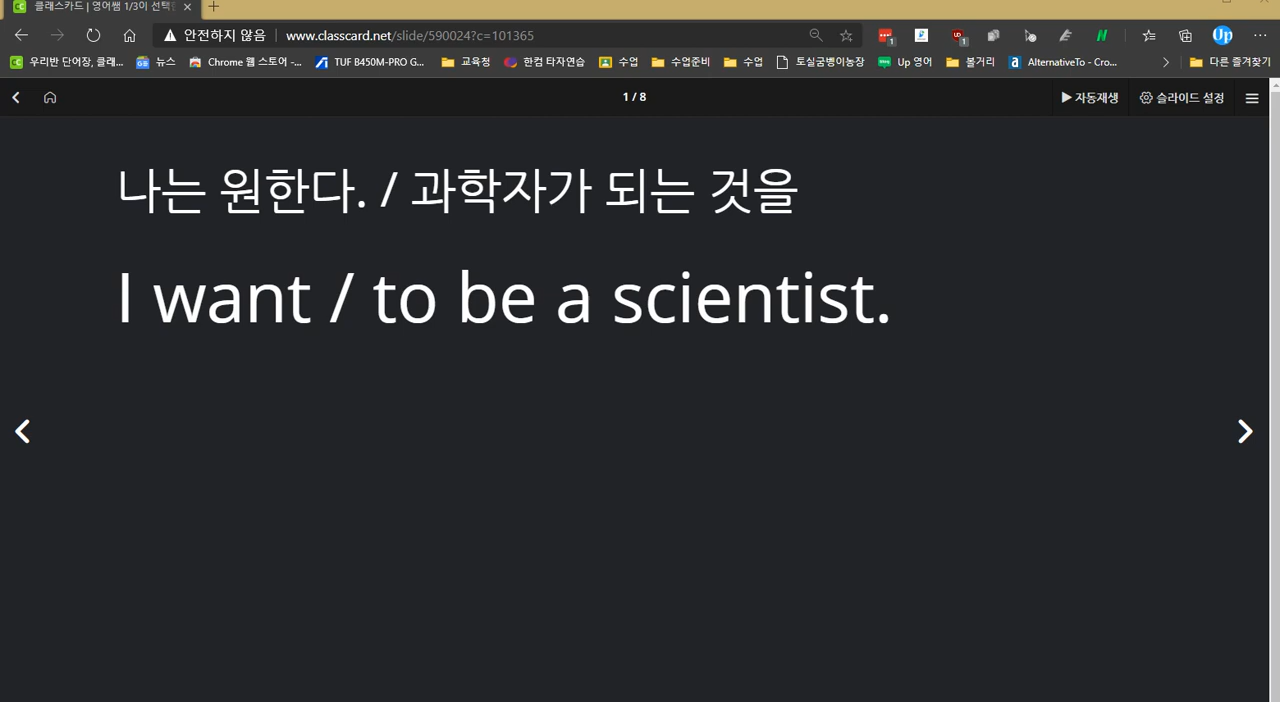 클래스카드 | 영어쌤 1/3이 선택
안전하지 않음 | www.classcard.net/slide/590024?c=101365
우리반 단어장, 클래... 뉴스 Chrome 웹 스토어 -... TUF B450M-PRO G... 교육청 한컴 타자연습 수업 수업준비 수업 토실굼병이농장 Up 영어 볼거리 AlternativeTo - Cro... 다른 즐겨찾기
1 / 8 자동재생 슬라이드 설정
나는 원한다. / 과학자가 되는 것을
I want / to be a scientist.